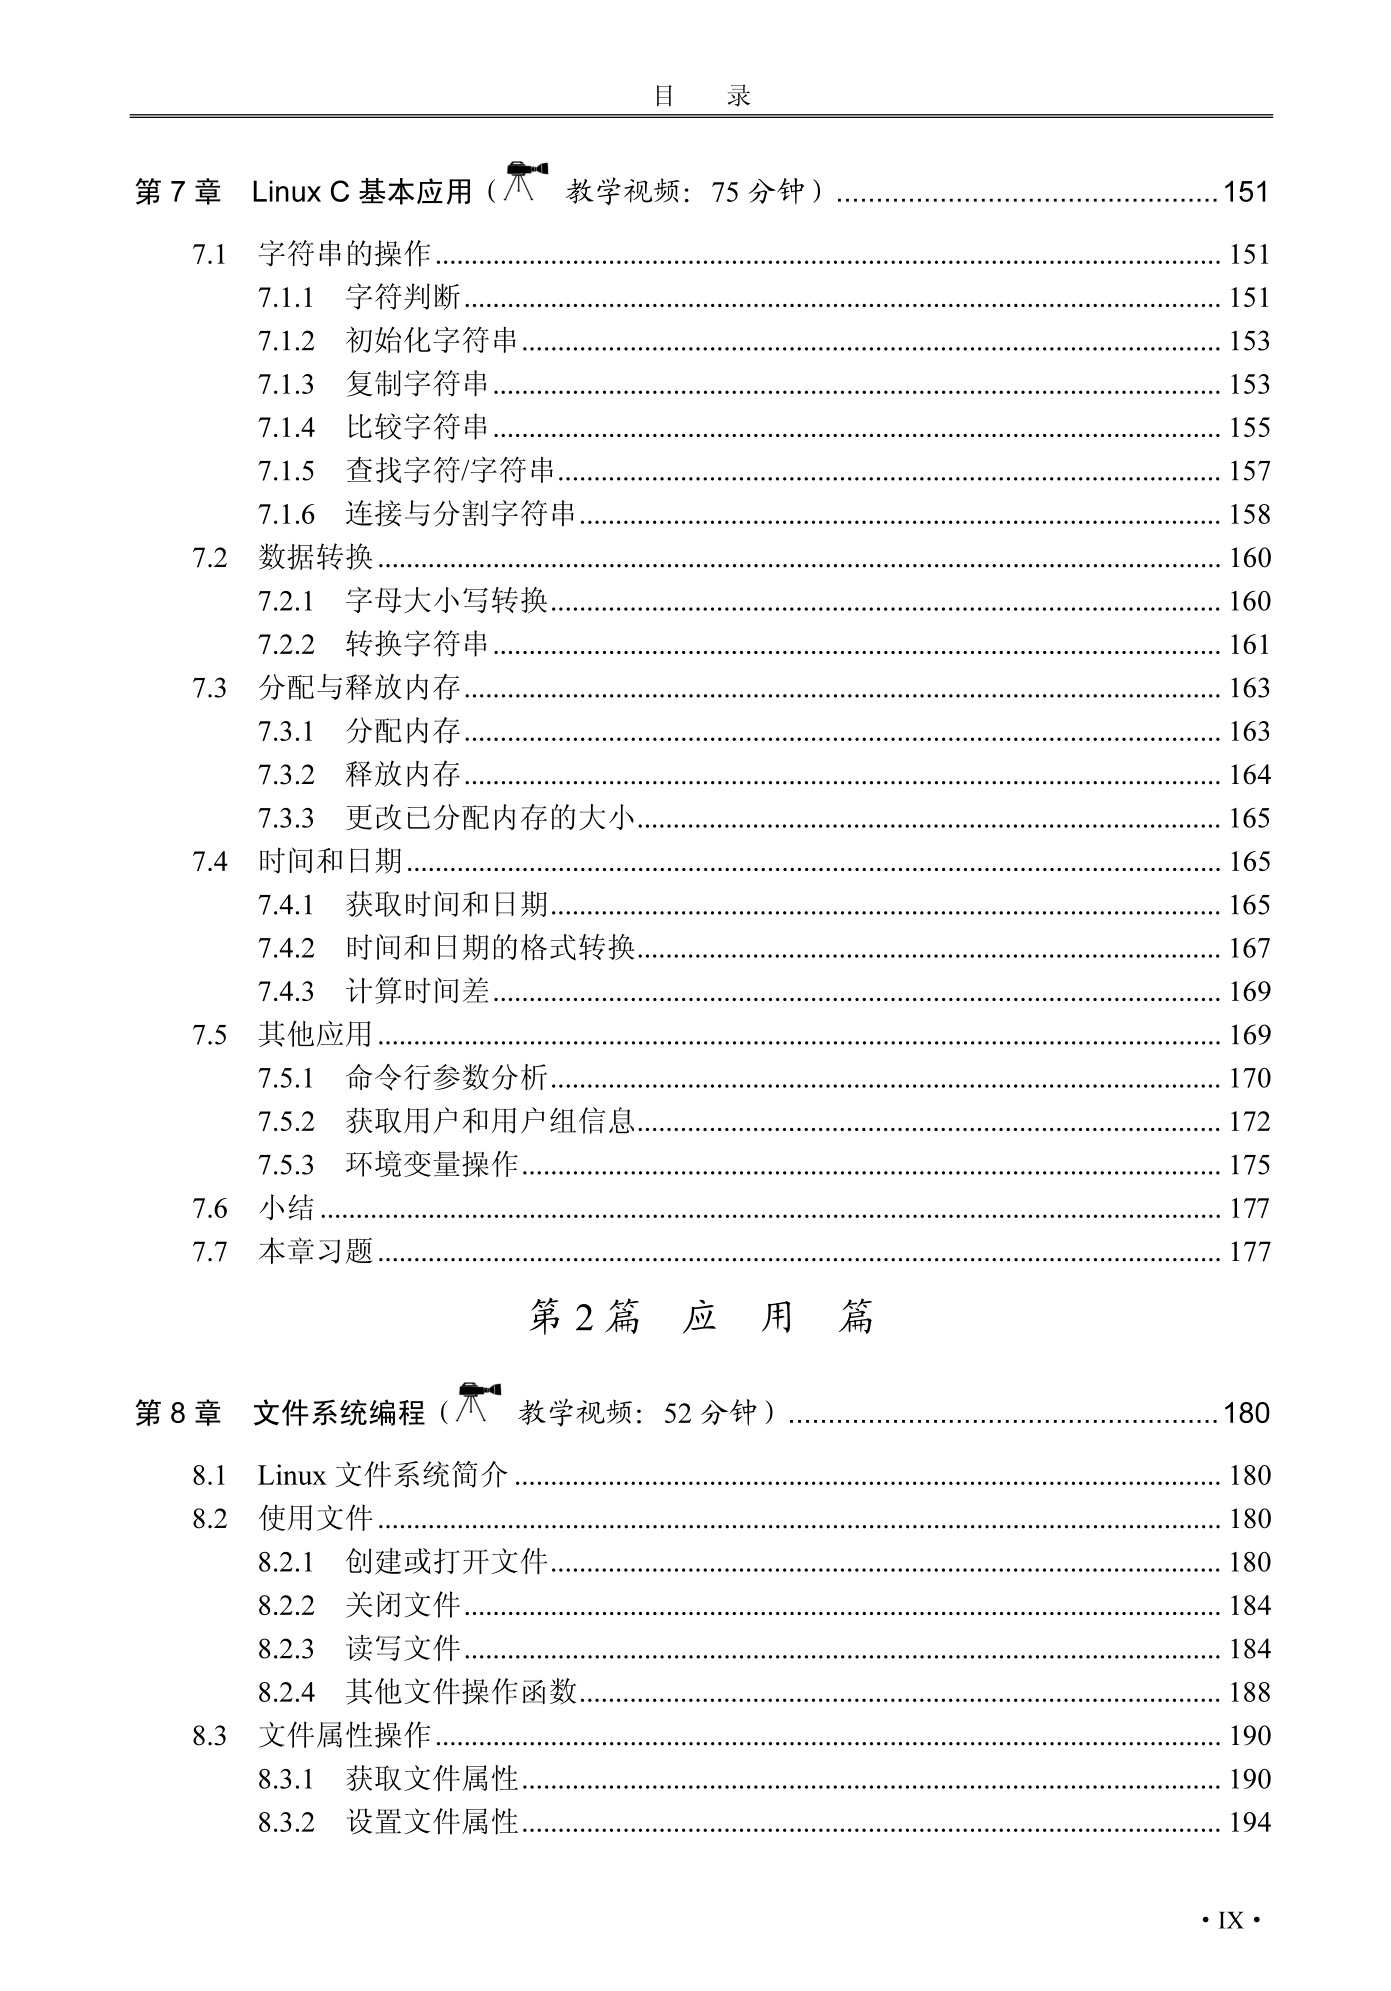 目 录
第 7 章 Linux C 基本应用（ 教学视频：75 分钟）................................................151
7.1 字符串的操作................................................151
7.1.1 字符判断................................................151
7.1.2 初始化字符串................................................153
7.1.3 复制字符串................................................153
7.1.4 比较字符串................................................155
7.1.5 查找字符/字符串................................................157
7.1.6 连接与分割字符串................................................158
7.2 数据转换................................................160
7.2.1 字母大小写转换................................................160
7.2.2 转换字符串................................................161
7.3 分配与释放内存................................................163
7.3.1 分配内存................................................163
7.3.2 释放内存................................................164
7.3.3 更改已分配内存的大小................................................165
7.4 时间和日期................................................165
7.4.1 获取时间和日期................................................165
7.4.2 时间和日期的格式转换................................................167
7.4.3 计算时间差................................................169
7.5 其他应用................................................169
7.5.1 命令行参数分析................................................170
7.5.2 获取用户和用户组信息................................................172
7.5.3 环境变量操作................................................175
7.6 小结................................................177
7.7 本章习题................................................177
第 2 篇 应 用 篇
第 8 章 文件系统编程（ 教学视频：52 分钟）................................................180
8.1 Linux 文件系统简介................................................180
8.2 使用文件................................................180
8.2.1 创建或打开文件................................................180
8.2.2 关闭文件................................................184
8.2.3 读写文件................................................184
8.2.4 其他文件操作函数................................................188
8.3 文件属性操作................................................190
8.3.1 获取文件属性................................................190
8.3.2 设置文件属性................................................194
· IX ·